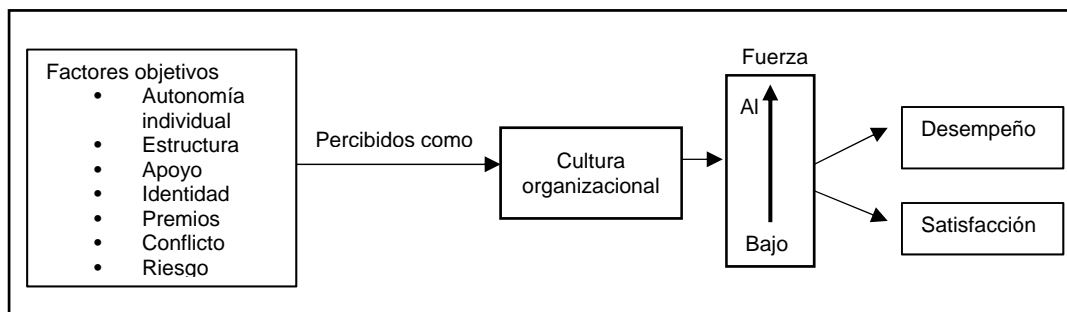 Factores objetivos
• Autonomía
individual
• Estructura
• Apoyo
• Identidad
• Premios
• Conflicto
• Riesgo
Percibidos como
Cultura
organizacional
Fuerza
Al
Bajo
Desempeño
Satisfacción